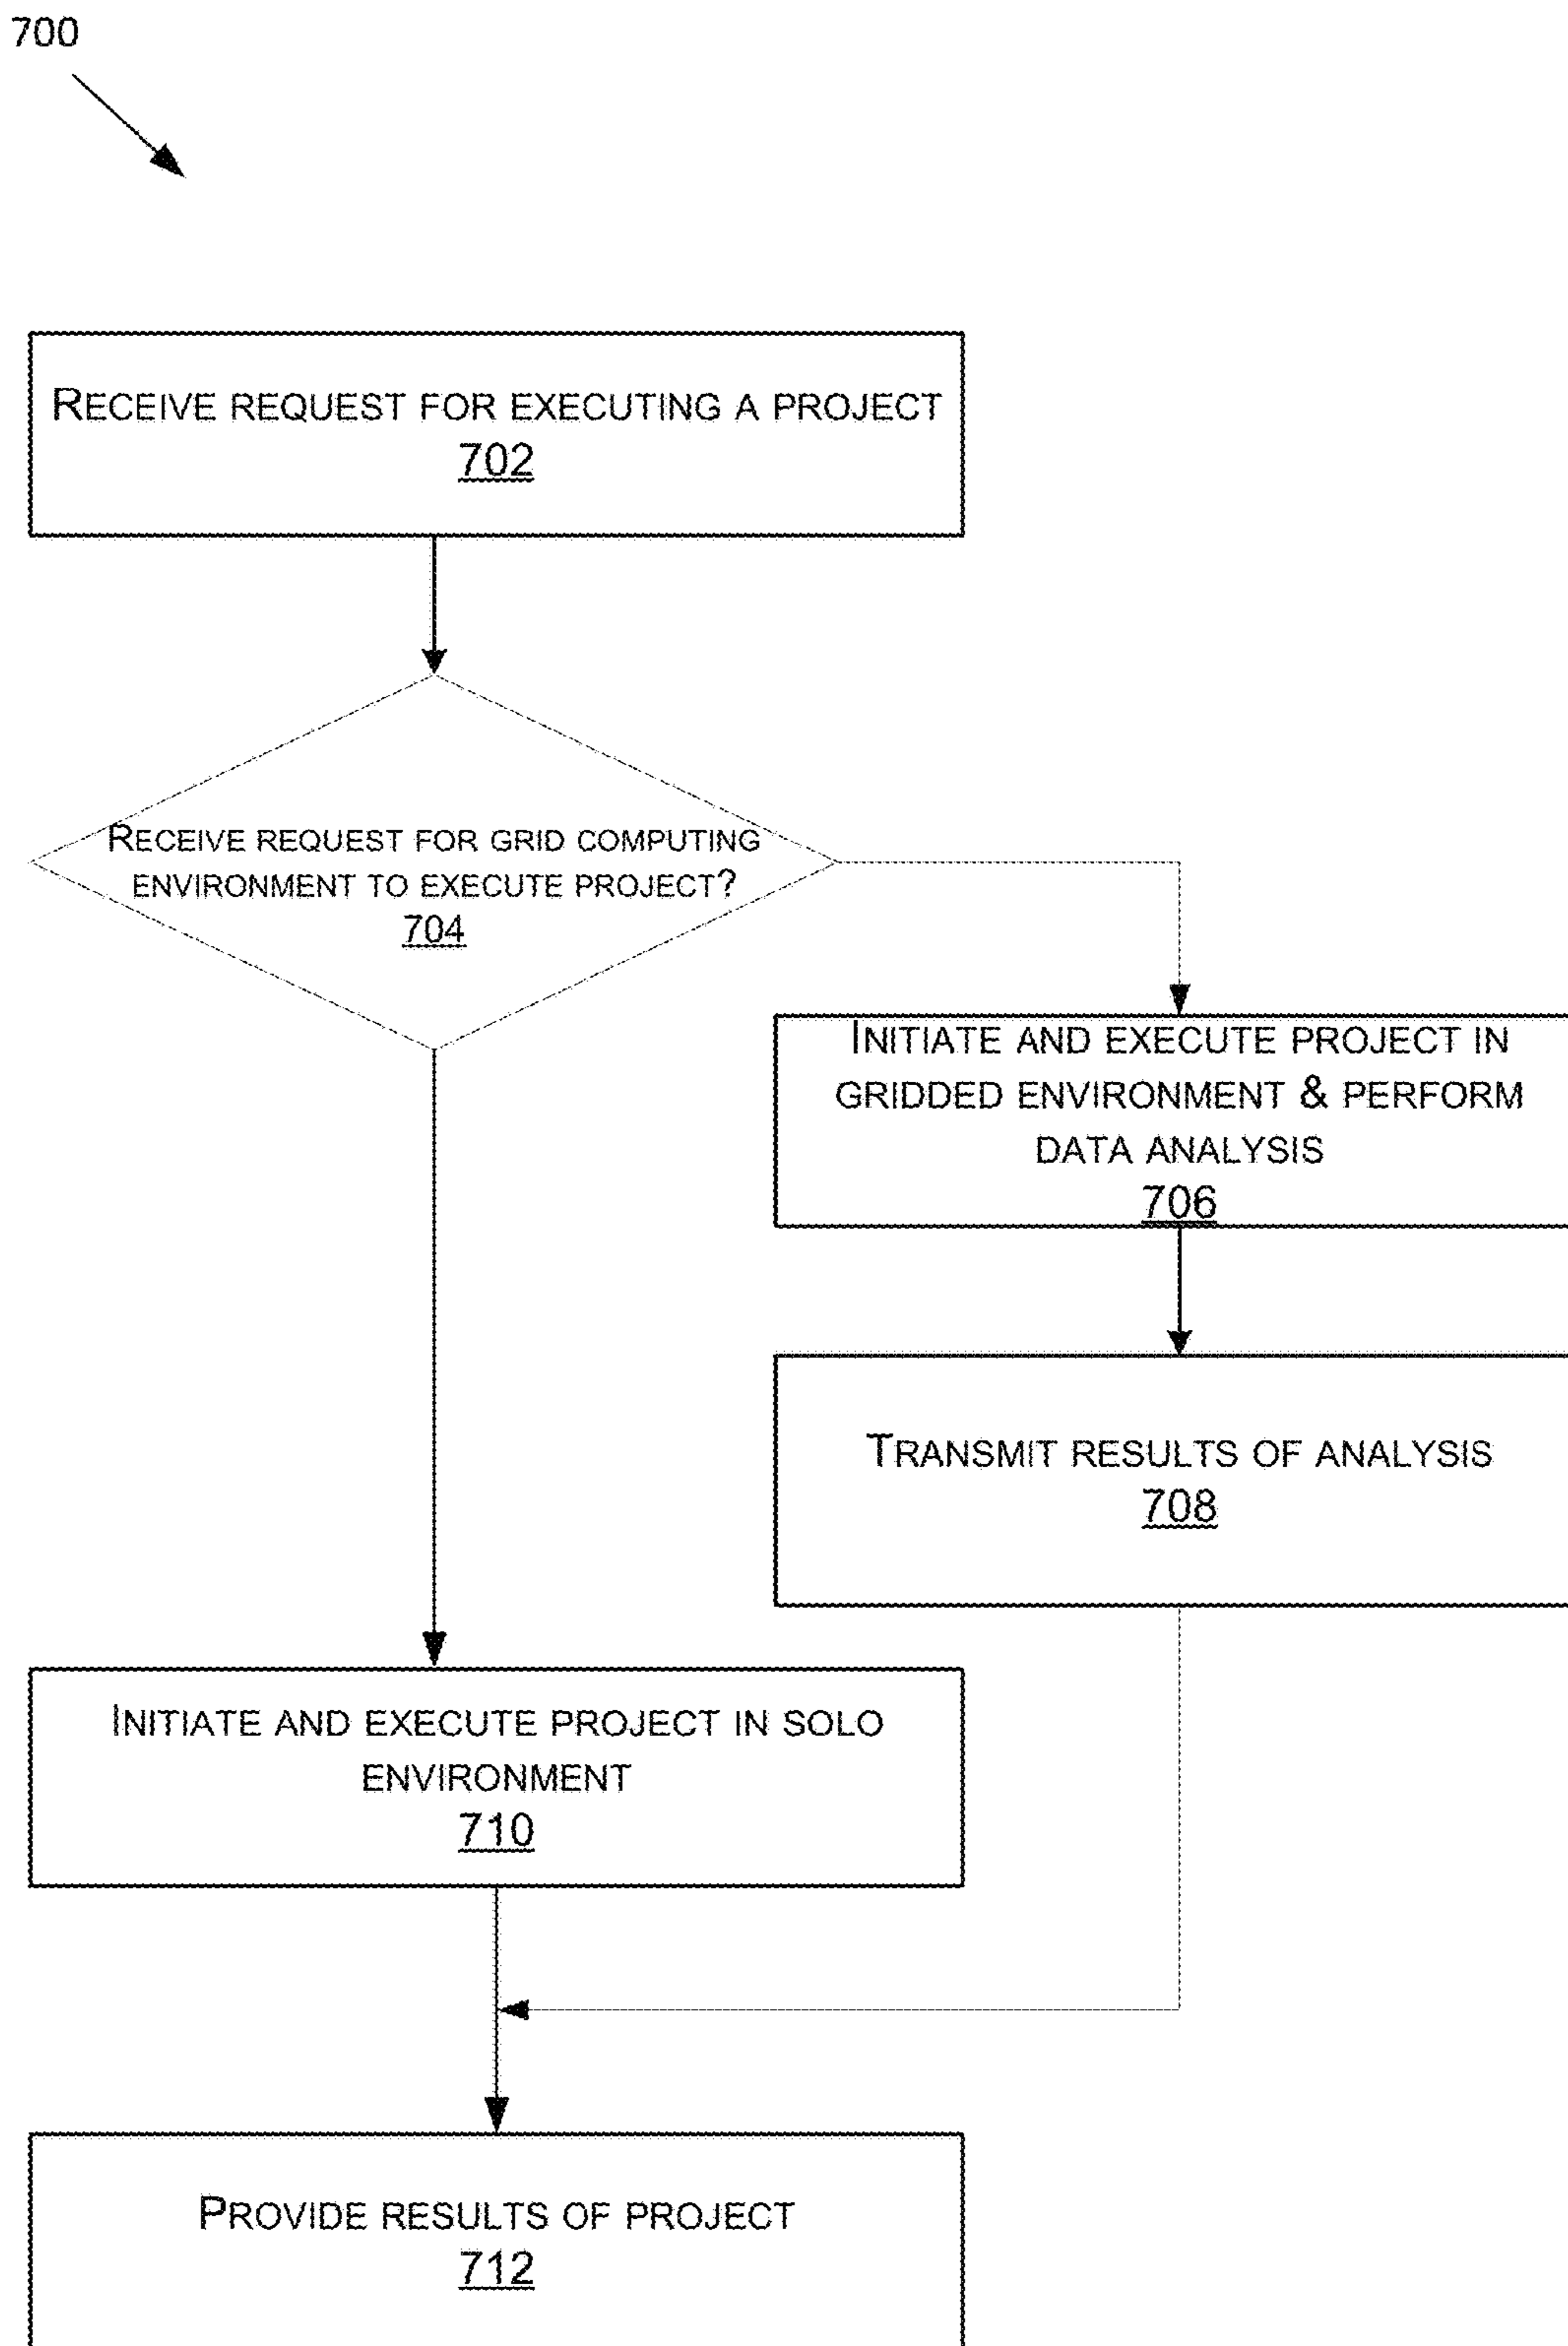 700
RECEIVE REQUEST FOR EXECUTING A PROJECT
702
RECEIVE REQUEST FOR GRID COMPUTING
ENVIRONMENT TO EXECUTE PROJECT?
704
INITIATE AND EXECUTE PROJECT IN
GRIDDED ENVIRONMENT & PERFORM
DATA ANALYSIS
706
TRANSMIT RESULTS OF ANALYSIS
708
INITIATE AND EXECUTE PROJECT IN SOLO
ENVIRONMENT
710
PROVIDE RESULTS OF PROJECT
712